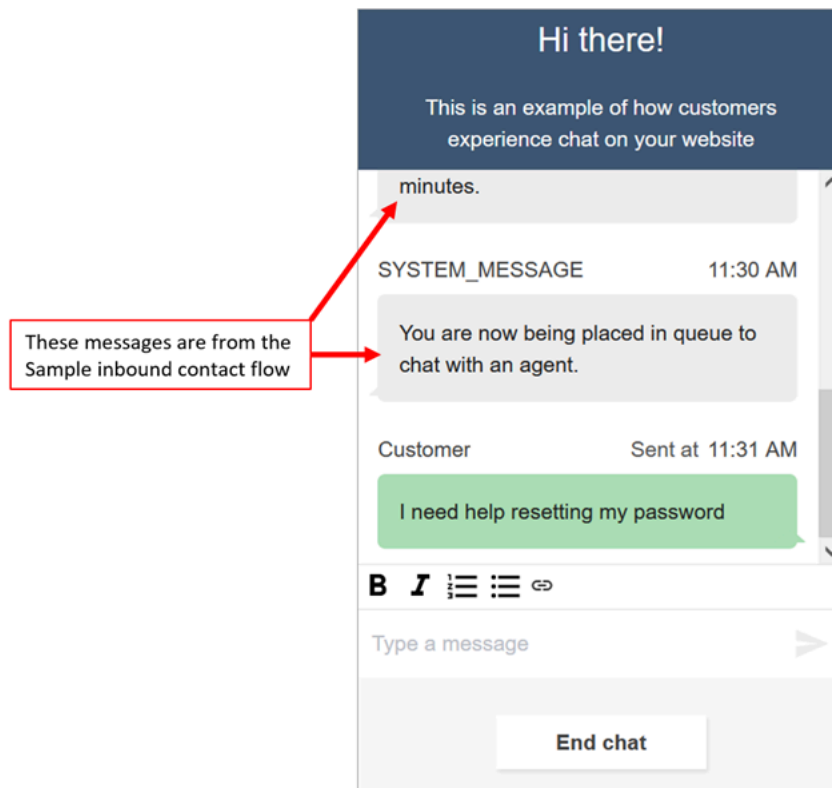 Hi there!
This is an example of how customers
experience chat on your website
minutes.
SYSTEM_MESSAGE 11:30 AM
You are now being placed in queue to
chat with an agent.
These messages are from the
Sample inbound contact flow
Customer Sent at 11:31 AM
I need help resetting my password
B I
Type a message
End chat